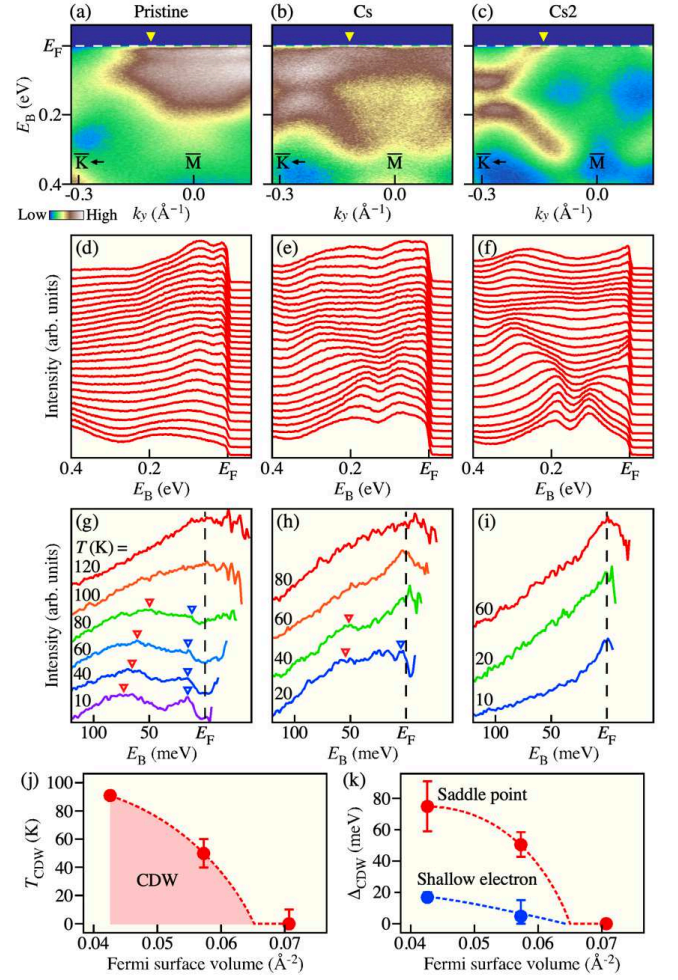 (a) Pristine (b) Cs (c) Cs2
E_F
0.2
0.4
E_B (eV)
K̅ ← M̅ K̅ ← M̅ K̅ ← M̅
-0.3 0.0 -0.3 0.0 -0.3 0.0
Low High k_y (Å⁻¹) k_y (Å⁻¹) k_y (Å⁻¹)
(d) (e) (f)
Intensity (arb. units)
0.4 0.2 E_F 0.4 0.2 E_F 0.4 0.2 E_F
E_B (eV) E_B (eV) E_B (eV)
(g) (h) (i)
Intensity (arb. units)
T (K) =
120
100
80
60
40
10
80
60
40
20
60
20
10
100 50 E_F 100 50 E_F 100 50 E_F
E_B (meV) E_B (meV) E_B (meV)
(j) (k)
T_CDW (K)
100
80
60
40
20
0
CDW
0.04 0.05 0.06 0.07
Fermi surface volume (Å⁻²)
Δ_CDW (meV)
100
80
60
40
20
0
Saddle point
Shallow electron
0.04 0.05 0.06 0.07
Fermi surface volume (Å⁻²)